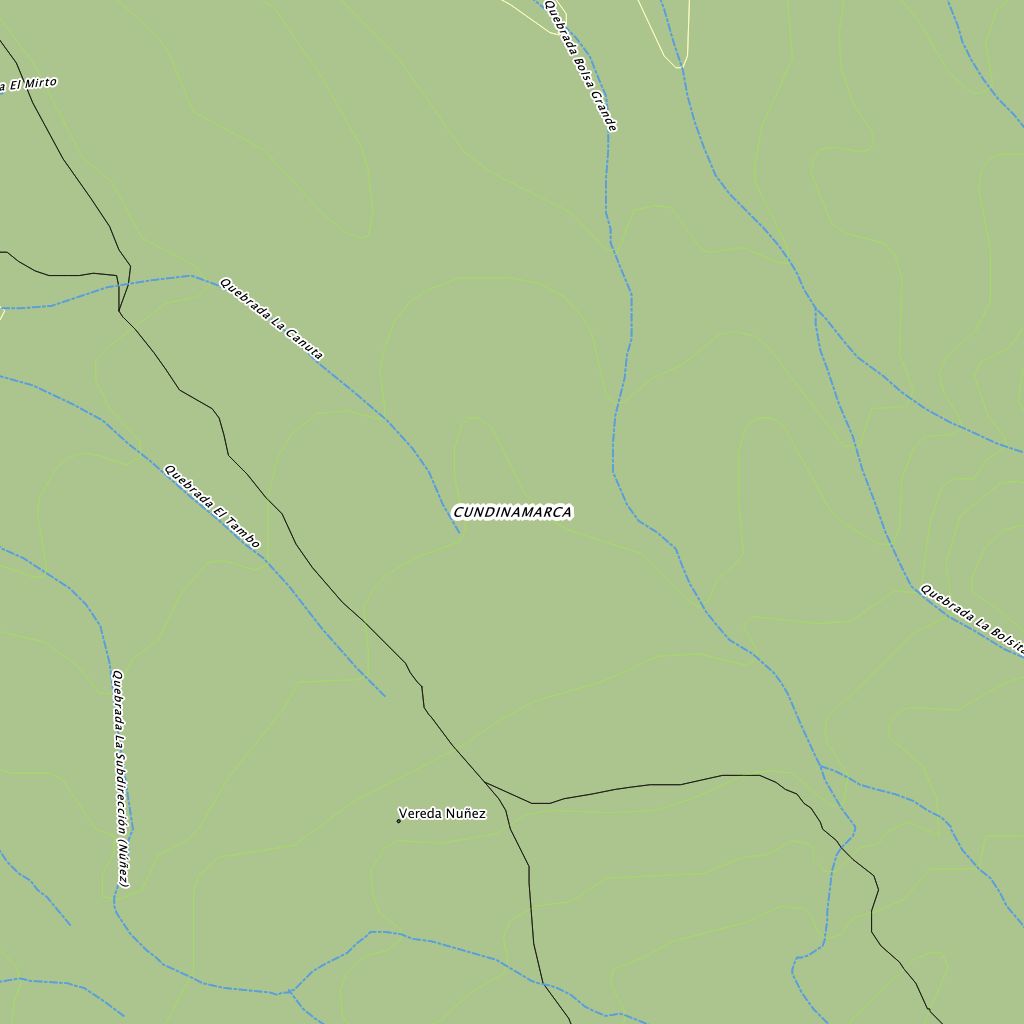 Quebrada Bolsa Grande
a El Mirto
Quebrada La Canuta
Quebrada El Tambo
CUNDINAMARCA
Quebrada La Bolsita
Quebrada La Subdirección (Núñez)
Vereda Nuñez